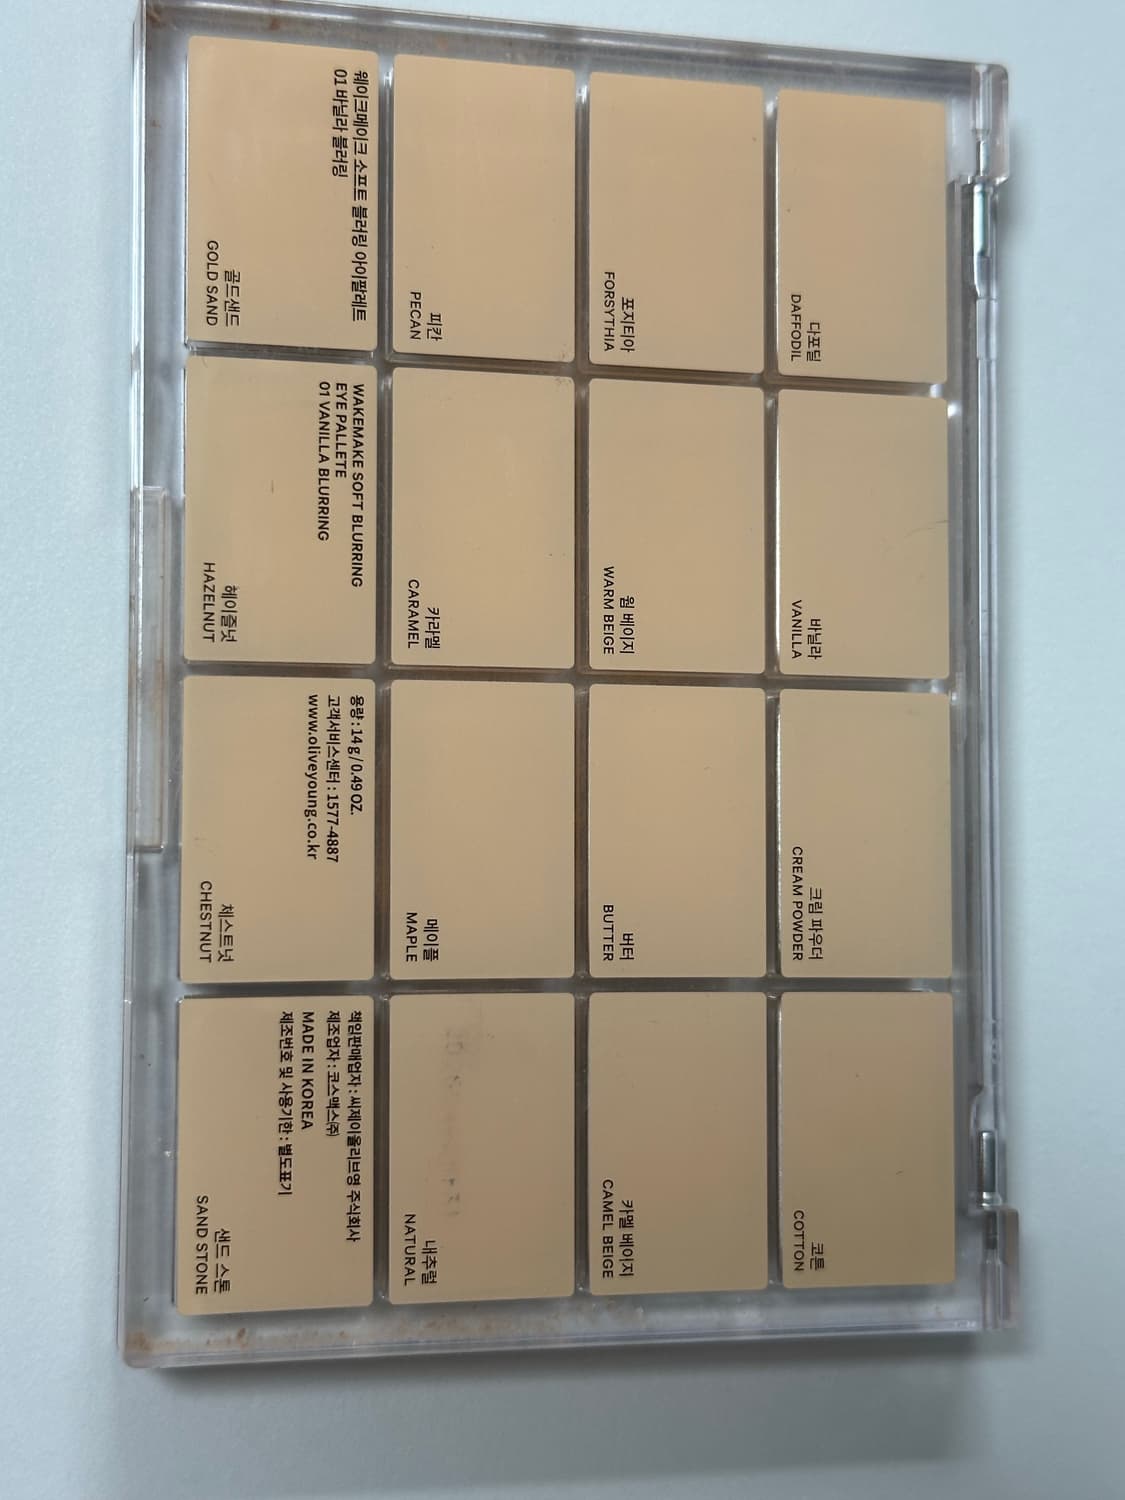 다포딜
DAFFODIL
바닐라
VANILLA
크림 파우더
CREAM POWDER
코튼
COTTON
포지티아
FORSYTHIA
웜 베이지
WARM BEIGE
버터
BUTTER
카멜 베이지
CAMEL BEIGE
피칸
PECAN
카라멜
CARAMEL
메이플
MAPLE
내추럴
NATURAL
웨이크메이크 소프트 블러링 아이팔레트
01 바닐라 블러링
골드샌드
GOLD SAND
WAKEMAKE SOFT BLURRING
EYE PALLETE
01 VANILLA BLURRING
헤이즐넛
HAZELNUT
용량 : 14 g / 0.49 OZ.
고객서비스센터 : 1577-4887
www.oliveyoung.co.kr
체스트넛
CHESTNUT
책임판매업자 : 씨제이올리브영 주식회사
제조업자 : 코스맥스㈜
MADE IN KOREA
제조번호 및 사용기한 : 별도표기
샌드 스톤
SAND STONE